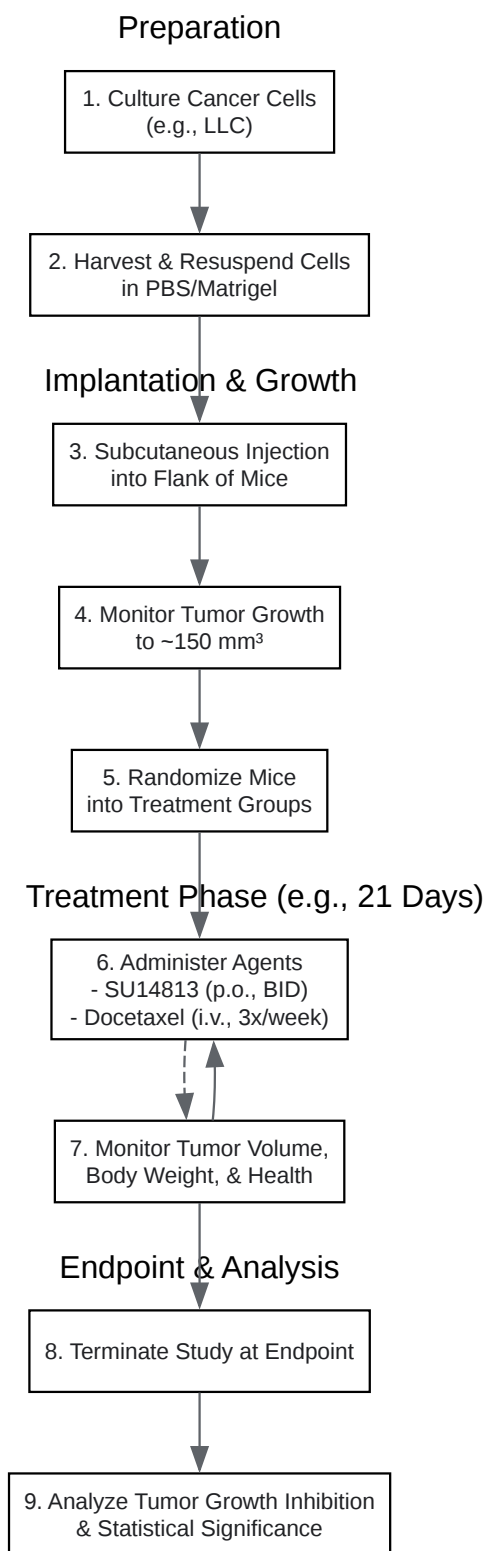 Preparation
1. Culture Cancer Cells
(e.g., LLC)
2. Harvest & Resuspend Cells
in PBS/Matrigel
Implantation & Growth
3. Subcutaneous Injection
into Flank of Mice
4. Monitor Tumor Growth
to ~150 mm³
5. Randomize Mice
into Treatment Groups
Treatment Phase (e.g., 21 Days)
6. Administer Agents
- SU14813 (p.o., BID)
- Docetaxel (i.v., 3x/week)
7. Monitor Tumor Volume,
Body Weight, & Health
Endpoint & Analysis
8. Terminate Study at Endpoint
9. Analyze Tumor Growth Inhibition
& Statistical Significance